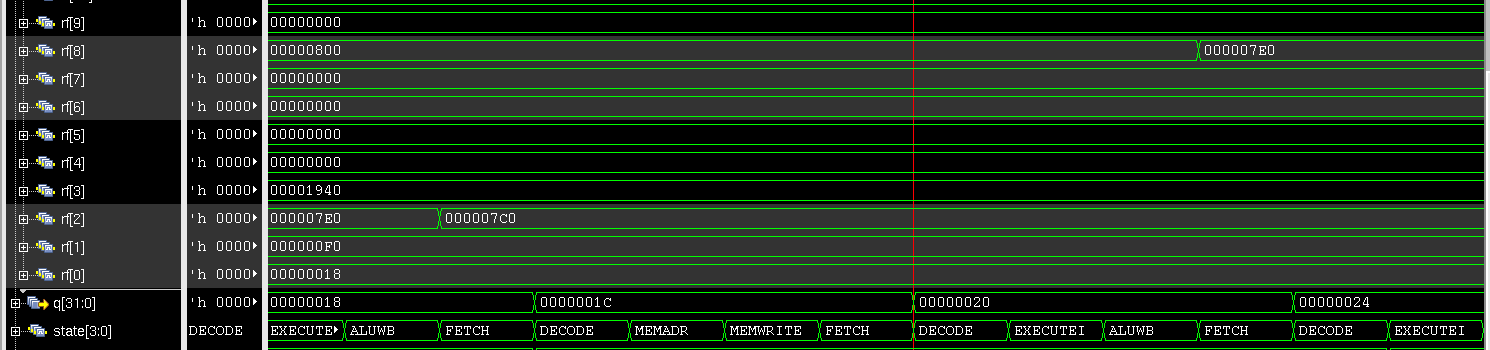 rf[9] 'h 0000 00000000
rf[8] 'h 0000 00000800 000007E0
rf[7] 'h 0000 00000000
rf[6] 'h 0000 00000000
rf[5] 'h 0000 00000000
rf[4] 'h 0000 00000000
rf[3] 'h 0000 00001940
rf[2] 'h 0000 000007E0 000007C0
rf[1] 'h 0000 000000F0
rf[0] 'h 0000 00000018
q[31:0] 'h 0000 00000018 0000001C 00000020 00000024
state[3:0] DECODE EXECUTE ALUWB FETCH DECODE MEMADR MEMWRITE FETCH DECODE EXECUTEI ALUWB FETCH DECODE EXECUTEI